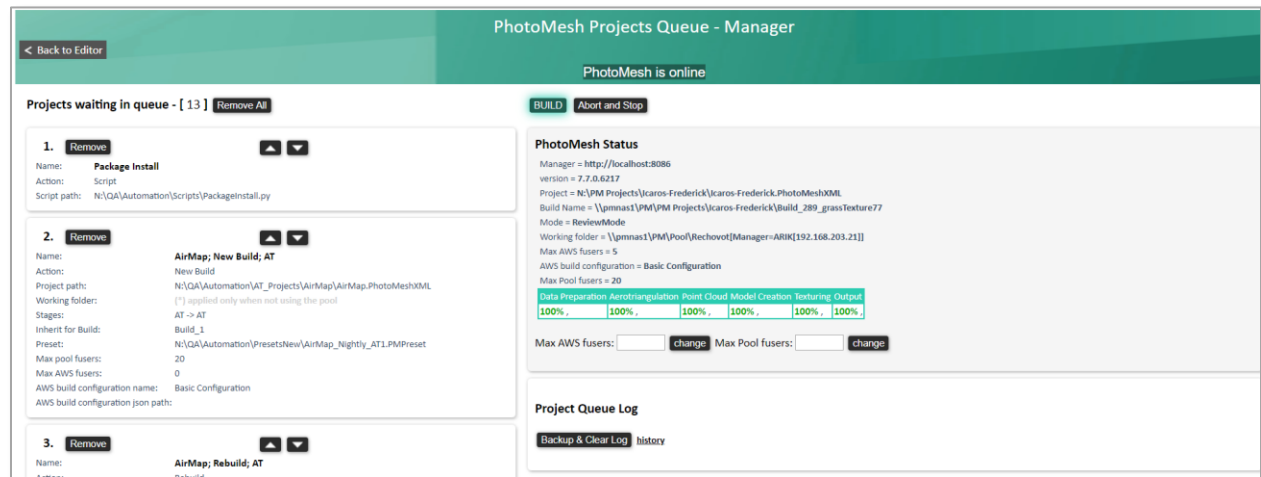 PhotoMesh Projects Queue - Manager
< Back to Editor
PhotoMesh is online
Projects waiting in queue - [ 13 ] Remove All
1. Remove
Name: Package Install
Action: Script
Script path: N:\QA\Automation\Scripts\PackageInstall.py
2. Remove
Name: AirMap; New Build; AT
Action: New Build
Project path: N:\QA\Automation\AT_Projects\AirMap\AirMap.PhotoMeshXML
Working folder: (*) applied only when not using the pool
Stages: AT -> AT
Inherit for Build: Build_1
Preset: N:\QA\Automation\PresetsNew\AirMap_Nightly_AT1.PMPreset
Max pool fusers: 20
Max AWS fusers: 0
AWS build configuration name: Basic Configuration
AWS build configuration json path:
3. Remove
Name: AirMap; Rebuild; AT
Action: Rebuild
BUILD Abort and Stop
PhotoMesh Status
Manager = http://localhost:8086
version = 7.7.0.6217
Project = N:\PM Projects\Icaros-Frederick\Icaros-Frederick.PhotoMeshXML
Build Name = \\pmnas1\PM\PM Projects\Icaros-Frederick\Build_289_grassTexture77
Mode = ReviewMode
Working folder = \\pmnas1\PM\Pool\Rechovot[Manager=ARIK[192.168.203.21]]
Max AWS fusers = 5
AWS build configuration = Basic Configuration
Max Pool fusers = 20
Data Preparation Aerotriangulation Point Cloud Model Creation Texturing Output
100% , 100% , 100% , 100% , 100% , 100% ,
Max AWS fusers: change Max Pool fusers: change
Project Queue Log
Backup & Clear Log history